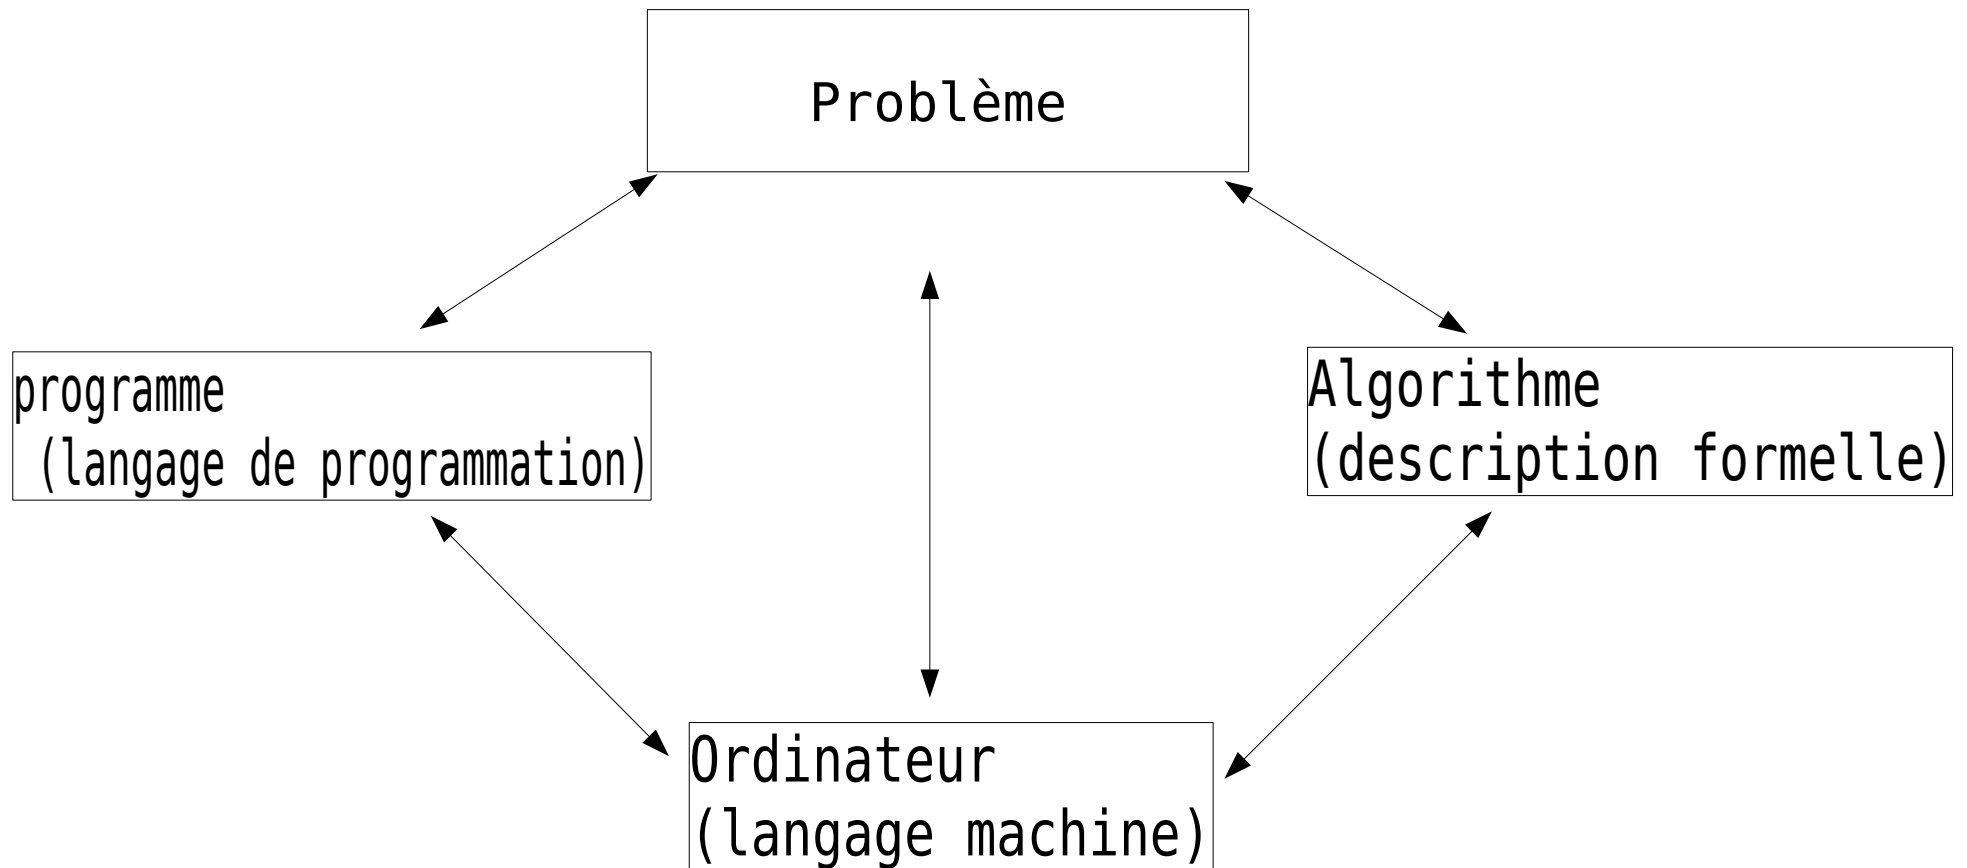 Problème
programme
(langage de programmation)
Algorithme
(description formelle)
Ordinateur
(langage machine)